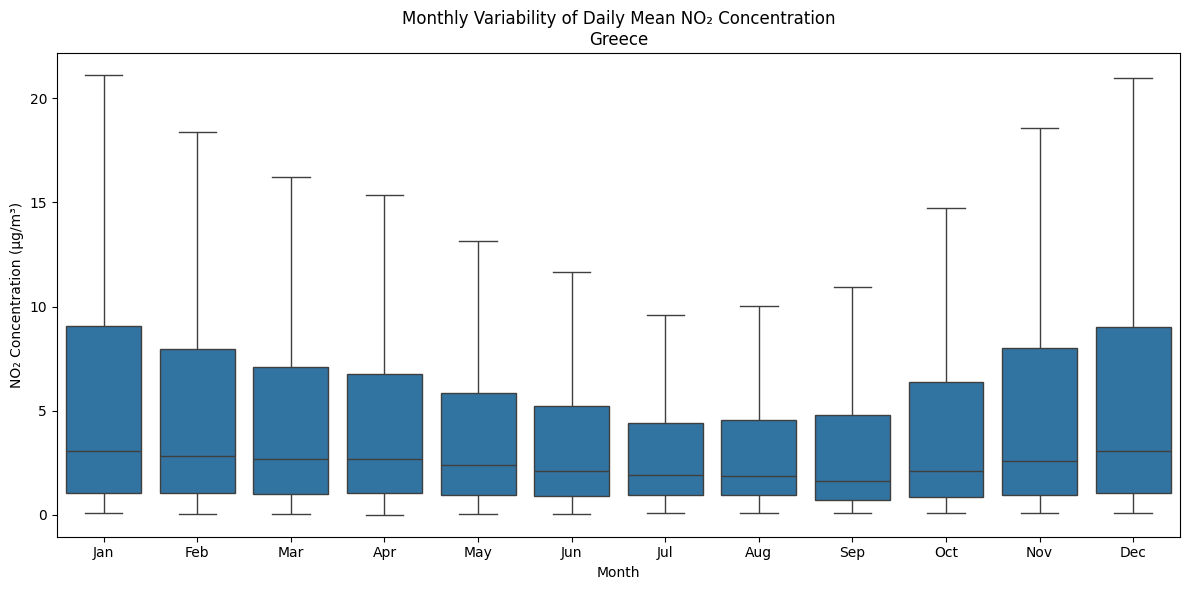 Monthly Variability of Daily Mean NO₂ Concentration
Greece
NO₂ Concentration (µg/m³)
20
15
10
5
0
Jan Feb Mar Apr May Jun Jul Aug Sep Oct Nov Dec
Month